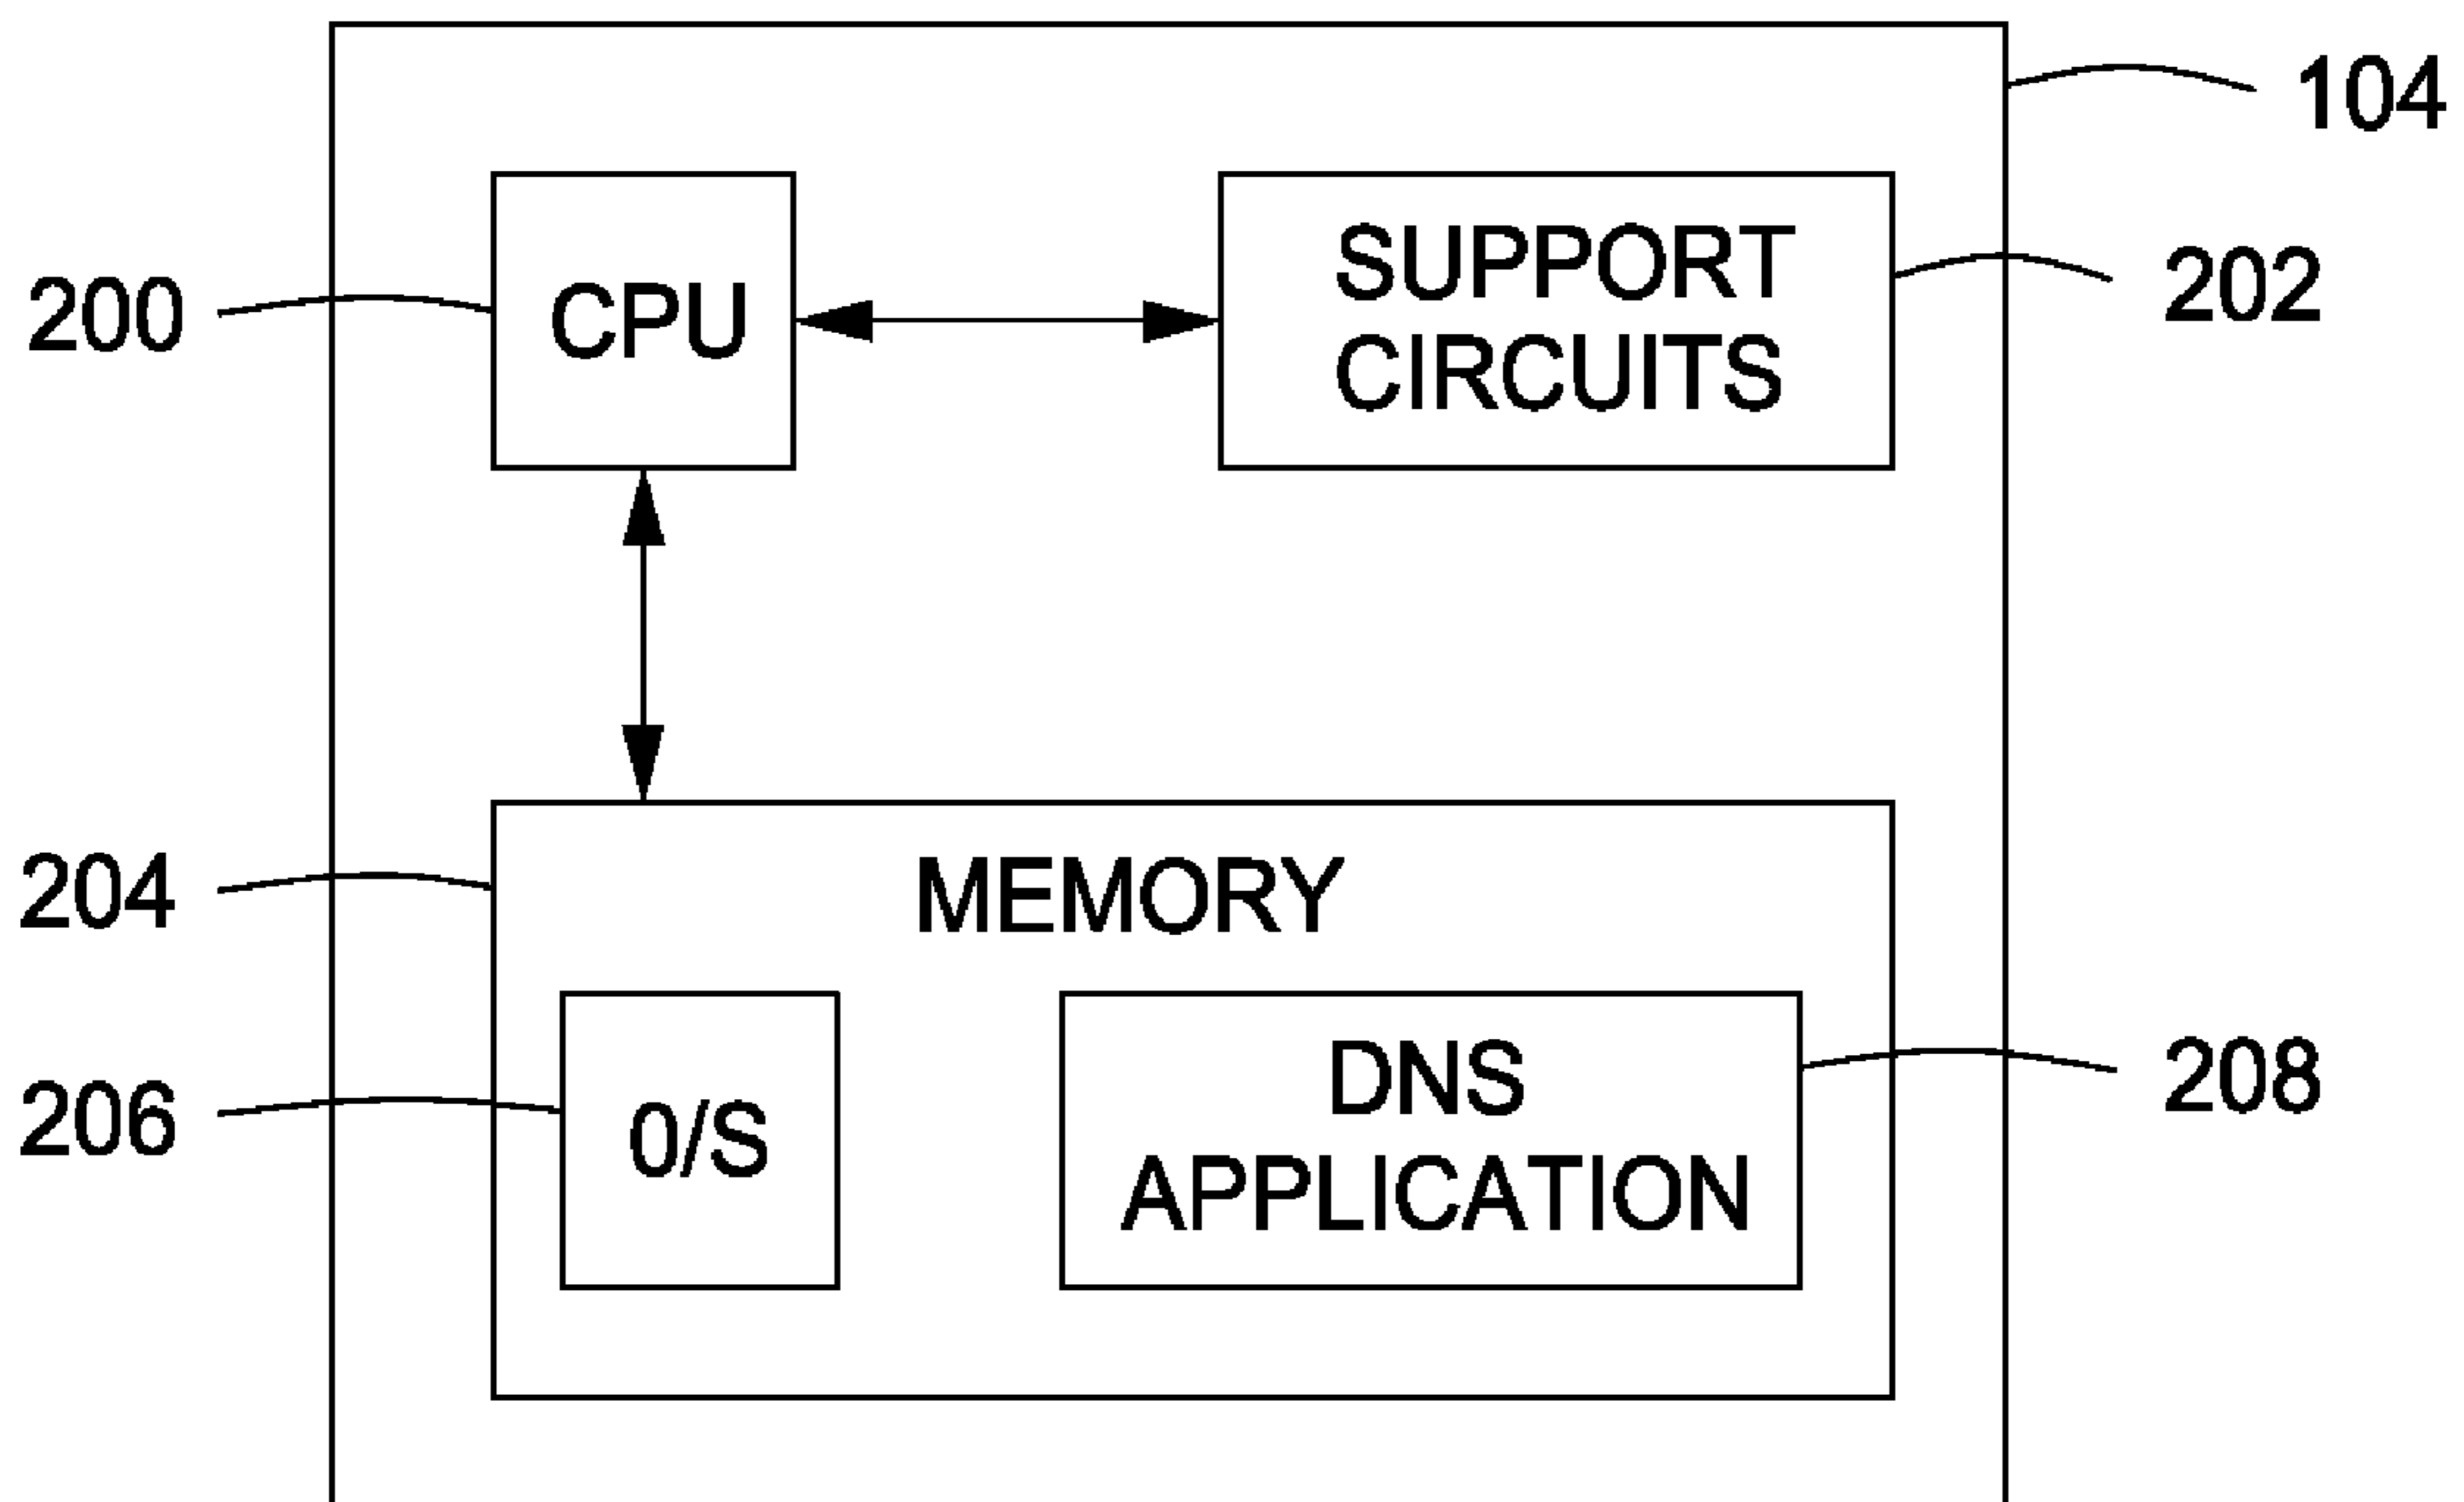 104
SUPPORT
202
200
CPU
CIRCUITS
204
MEMORY
DNS
208
206
0/S
APPLICATION